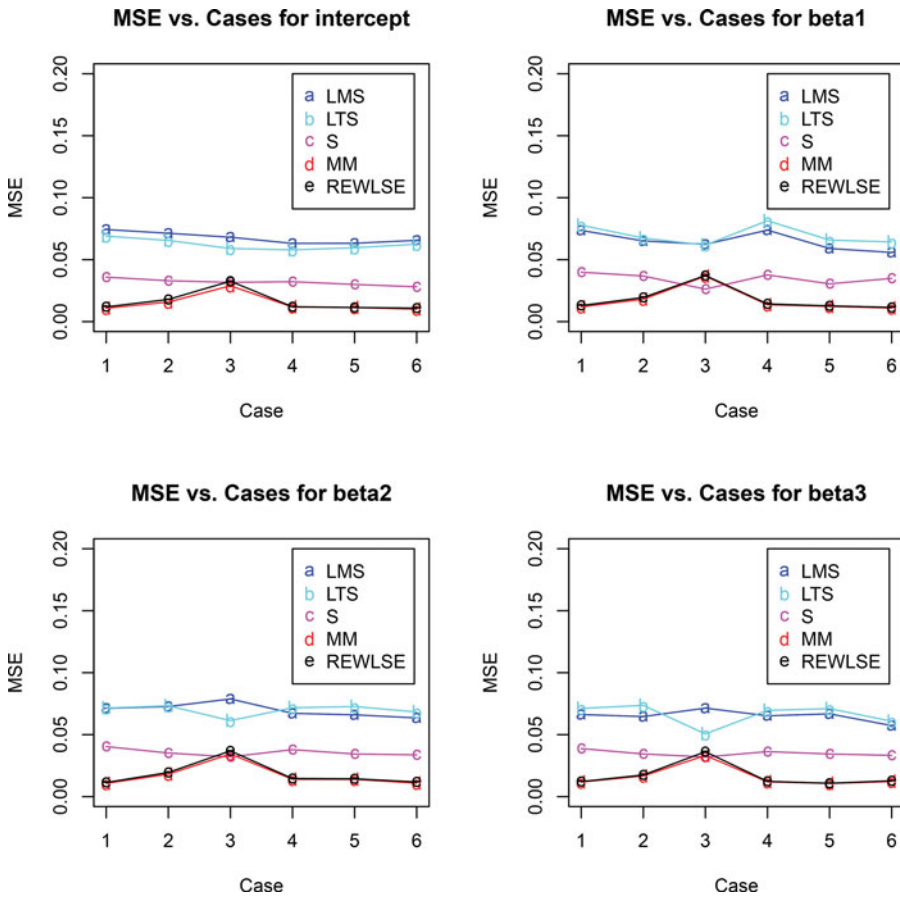 MSE vs. Cases for intercept
MSE
0.00 0.05 0.10 0.15 0.20
a LMS
b LTS
c S
d MM
e REWLSE
1 2 3 4 5 6
Case
MSE vs. Cases for beta1
MSE
0.00 0.05 0.10 0.15 0.20
a LMS
b LTS
c S
d MM
e REWLSE
1 2 3 4 5 6
Case
MSE vs. Cases for beta2
MSE
0.00 0.05 0.10 0.15 0.20
a LMS
b LTS
c S
d MM
e REWLSE
1 2 3 4 5 6
Case
MSE vs. Cases for beta3
MSE
0.00 0.05 0.10 0.15 0.20
a LMS
b LTS
c S
d MM
e REWLSE
1 2 3 4 5 6
Case